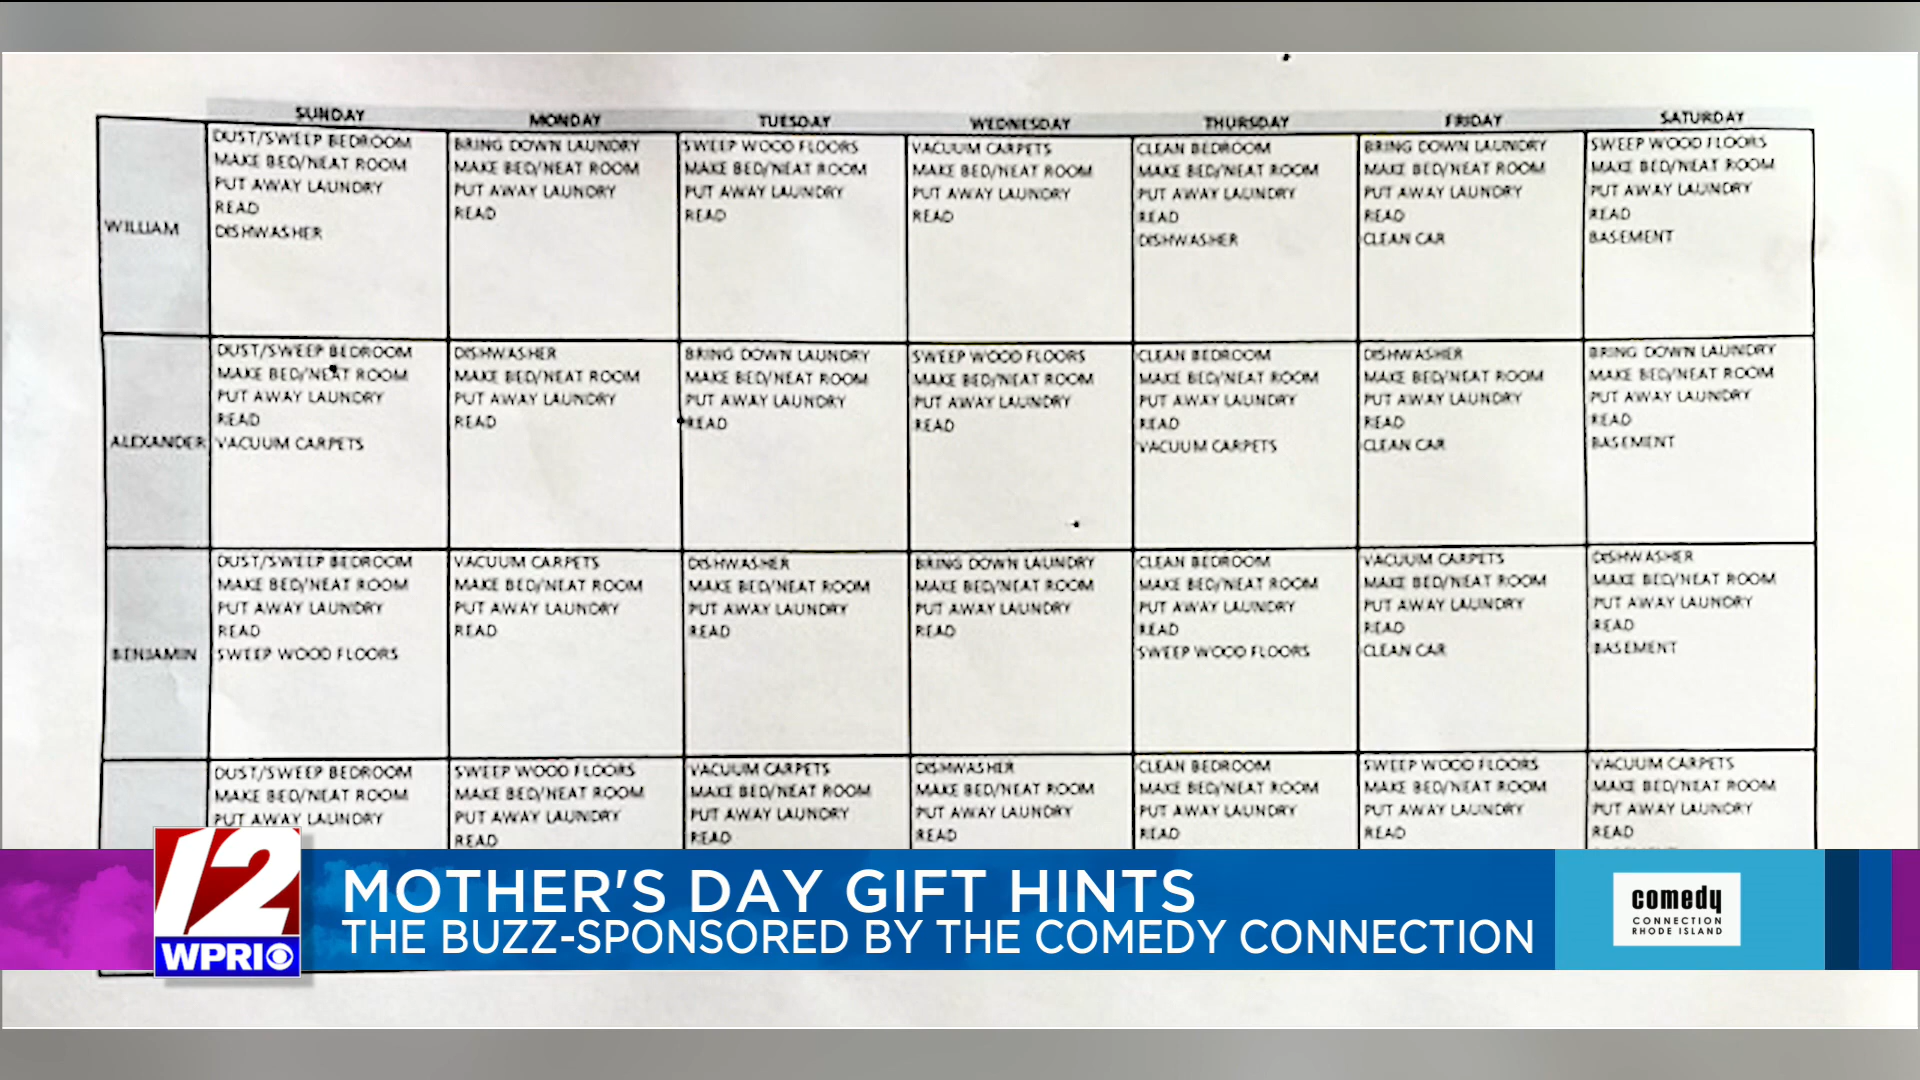 SUNDAY MONDAY TUESDAY WEDNESDAY THURSDAY FRIDAY SATURDAY
WILLIAM
DUST/SWEEP BEDROOM
MAKE BED/NEAT ROOM
PUT AWAY LAUNDRY
READ
DISHWASHER
BRING DOWN LAUNDRY
MAKE BED/NEAT ROOM
PUT AWAY LAUNDRY
READ
SWEEP WOOD FLOORS
MAKE BED/NEAT ROOM
PUT AWAY LAUNDRY
READ
VACUUM CARPETS
MAKE BED/NEAT ROOM
PUT AWAY LAUNDRY
READ
CLEAN BEDROOM
MAKE BED/NEAT ROOM
PUT AWAY LAUNDRY
READ
DISHWASHER
BRING DOWN LAUNDRY
MAKE BED/NEAT ROOM
PUT AWAY LAUNDRY
READ
CLEAN CAR
SWEEP WOOD FLOORS
MAKE BED/NEAT ROOM
PUT AWAY LAUNDRY
READ
BASEMENT
ALEXANDER
DUST/SWEEP BEDROOM
MAKE BED/NEAT ROOM
PUT AWAY LAUNDRY
READ
VACUUM CARPETS
DISHWASHER
MAKE BED/NEAT ROOM
PUT AWAY LAUNDRY
READ
BRING DOWN LAUNDRY
MAKE BED/NEAT ROOM
PUT AWAY LAUNDRY
READ
SWEEP WOOD FLOORS
MAKE BED/NEAT ROOM
PUT AWAY LAUNDRY
READ
CLEAN BEDROOM
MAKE BED/NEAT ROOM
PUT AWAY LAUNDRY
READ
VACUUM CARPETS
DISHWASHER
MAKE BED/NEAT ROOM
PUT AWAY LAUNDRY
READ
CLEAN CAR
BRING DOWN LAUNDRY
MAKE BED/NEAT ROOM
PUT AWAY LAUNDRY
READ
BASEMENT
BENJAMIN
DUST/SWEEP BEDROOM
MAKE BED/NEAT ROOM
PUT AWAY LAUNDRY
READ
SWEEP WOOD FLOORS
VACUUM CARPETS
MAKE BED/NEAT ROOM
PUT AWAY LAUNDRY
READ
DISHWASHER
MAKE BED/NEAT ROOM
PUT AWAY LAUNDRY
READ
BRING DOWN LAUNDRY
MAKE BED/NEAT ROOM
PUT AWAY LAUNDRY
READ
CLEAN BEDROOM
MAKE BED/NEAT ROOM
PUT AWAY LAUNDRY
READ
SWEEP WOOD FLOORS
VACUUM CARPETS
MAKE BED/NEAT ROOM
PUT AWAY LAUNDRY
READ
CLEAN CAR
DISHWASHER
MAKE BED/NEAT ROOM
PUT AWAY LAUNDRY
READ
BASEMENT
DUST/SWEEP BEDROOM
MAKE BED/NEAT ROOM
PUT AWAY LAUNDRY
SWEEP WOOD FLOORS
MAKE BED/NEAT ROOM
PUT AWAY LAUNDRY
READ
VACUUM CARPETS
MAKE BED/NEAT ROOM
PUT AWAY LAUNDRY
READ
DISHWASHER
MAKE BED/NEAT ROOM
PUT AWAY LAUNDRY
READ
CLEAN BEDROOM
MAKE BED/NEAT ROOM
PUT AWAY LAUNDRY
READ
SWEEP WOOD FLOORS
MAKE BED/NEAT ROOM
PUT AWAY LAUNDRY
READ
VACUUM CARPETS
MAKE BED/NEAT ROOM
PUT AWAY LAUNDRY
READ
12
WPRI
MOTHER'S DAY GIFT HINTS
THE BUZZ-SPONSORED BY THE COMEDY CONNECTION
comedy
CONNECTION
RHODE ISLAND